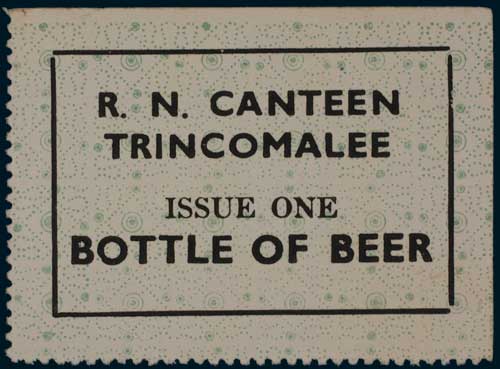 R. N. CANTEEN
TRINCOMALEE
ISSUE ONE
BOTTLE OF BEER